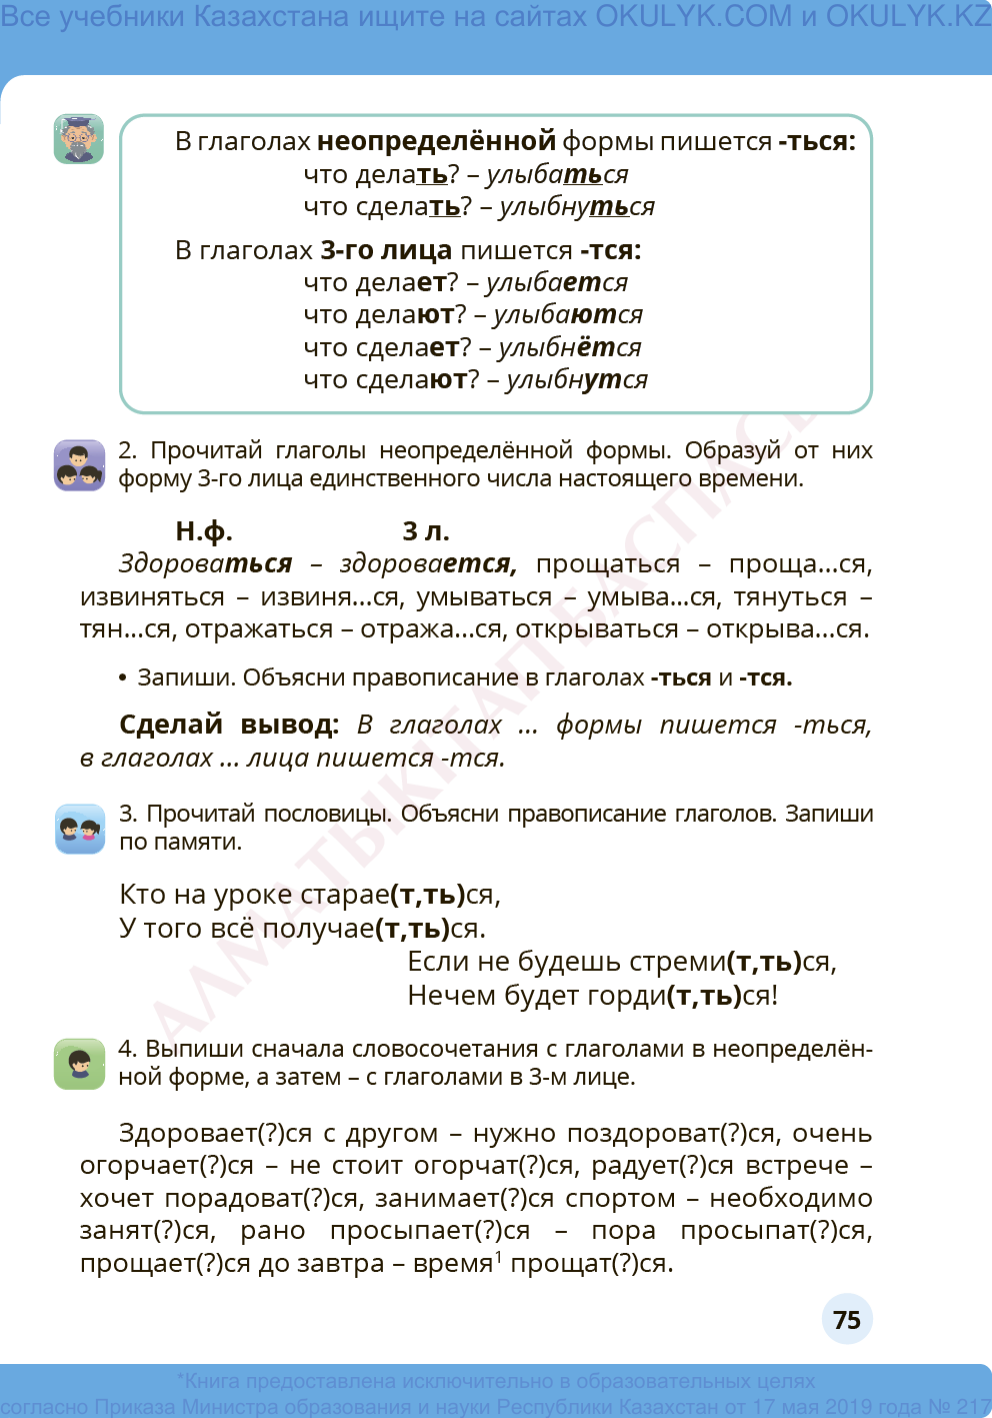 Все учебники Казахстана ищите на сайтах OKULYK.COM и OKULYK.KZ
В глаголах неопределённой формы пишется -ться:
что делать? – улыбаться
что сделать? – улыбнуться
В глаголах 3-го лица пишется -тся:
что делает? – улыбается
что делают? – улыбаются
что сделает? – улыбнётся
что сделают? – улыбнутся
2. Прочитай глаголы неопределённой формы. Образуй от них
форму 3-го лица единственного числа настоящего времени.
Н.ф. 3 л.
Здороваться – здоровается, прощаться – проща...ся,
извиняться – извиня...ся, умываться – умыва...ся, тянуться –
тян...ся, отражаться – отража...ся, открываться – открыва...ся.
• Запиши. Объясни правописание в глаголах -ться и -тся.
Сделай вывод: В глаголах ... формы пишется -ться,
в глаголах ... лица пишется -тся.
3. Прочитай пословицы. Объясни правописание глаголов. Запиши
по памяти.
Кто на уроке старае(т,ть)ся,
У того всё получае(т,ть)ся.
Если не будешь стреми(т,ть)ся,
Нечем будет горди(т,ть)ся!
4. Выпиши сначала словосочетания с глаголами в неопределён-
ной форме, а затем – с глаголами в 3-м лице.
Здоровает(?)ся с другом – нужно поздороват(?)ся, очень
огорчает(?)ся – не стоит огорчат(?)ся, радует(?)ся встрече –
хочет порадоват(?)ся, занимает(?)ся спортом – необходимо
занят(?)ся, рано просыпает(?)ся – пора просыпат(?)ся,
прощает(?)ся до завтра – время¹ прощат(?)ся.
75
АЛМАТЫКІТАП БАСПАСЫ
*Книга предоставлена исключительно в образовательных целях
согласно Приказа Министра образования и науки Республики Казахстан от 17 мая 2019 года № 217